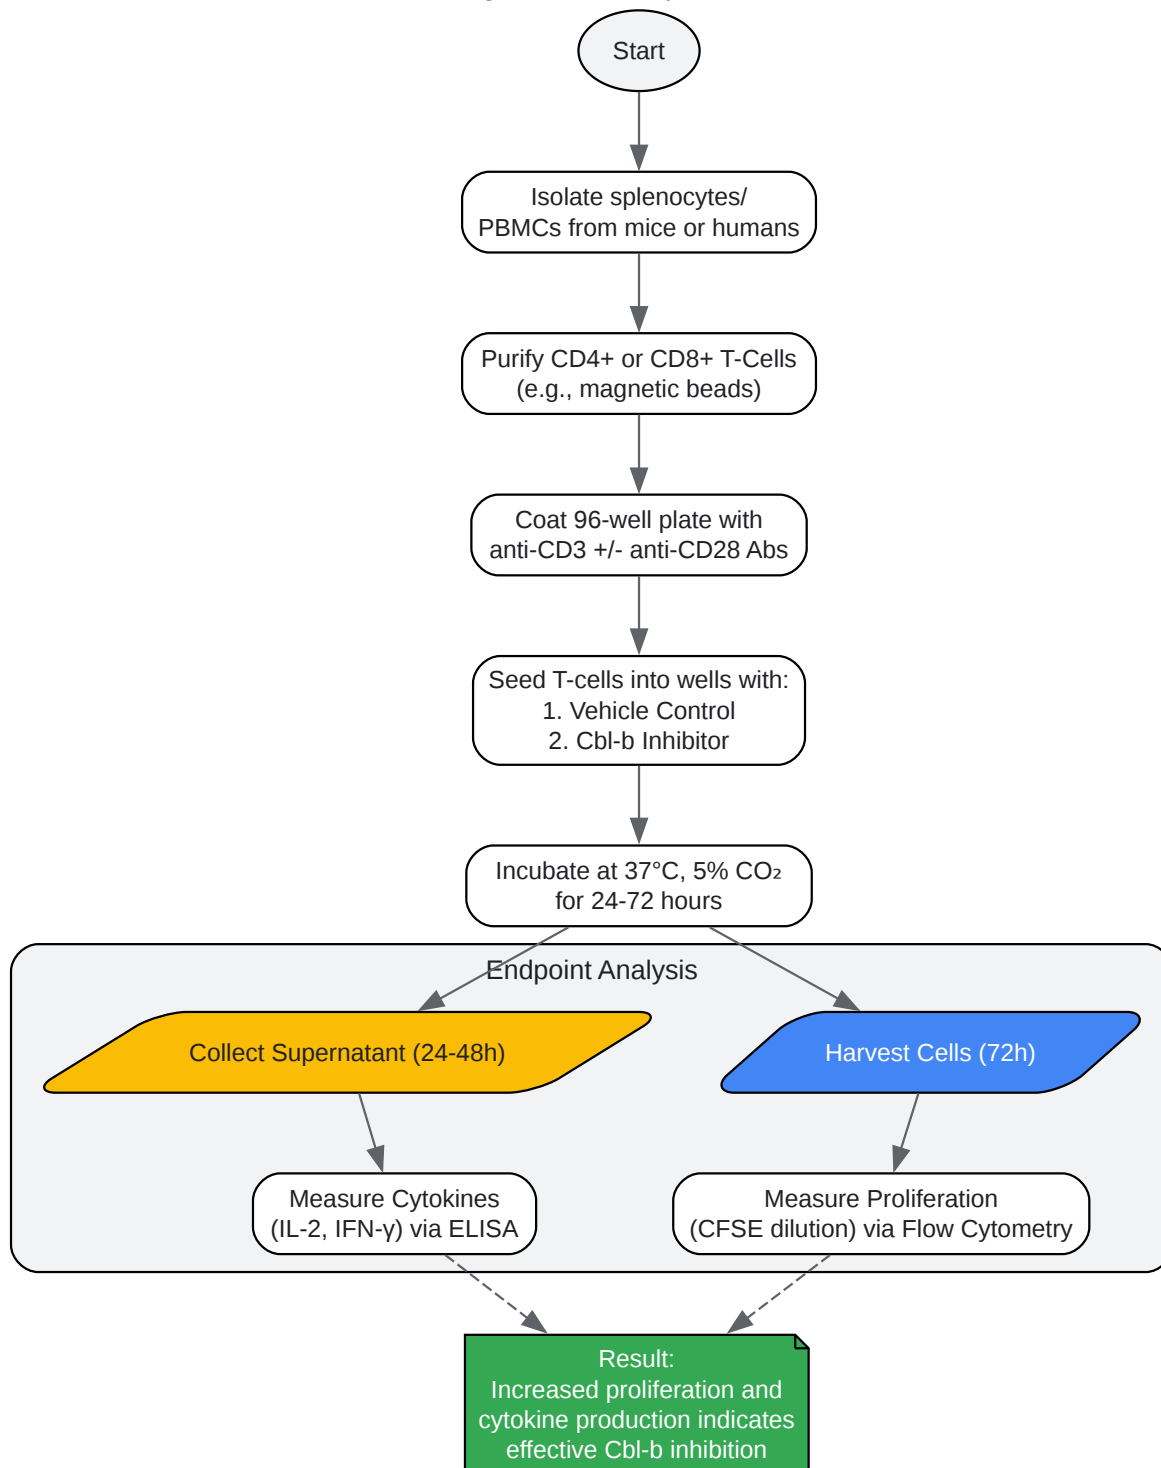 Start
Isolate splenocytes/
PBMCs from mice or humans
Purify CD4+ or CD8+ T-Cells
(e.g., magnetic beads)
Coat 96-well plate with
anti-CD3 +/- anti-CD28 Abs
Seed T-cells into wells with:
1. Vehicle Control
2. Cbl-b Inhibitor
Incubate at 37°C, 5% CO₂
for 24-72 hours
Endpoint Analysis
Collect Supernatant (24-48h)
Harvest Cells (72h)
Measure Cytokines
(IL-2, IFN-γ) via ELISA
Measure Proliferation
(CFSE dilution) via Flow Cytometry
Result:
Increased proliferation and
cytokine production indicates
effective Cbl-b inhibition